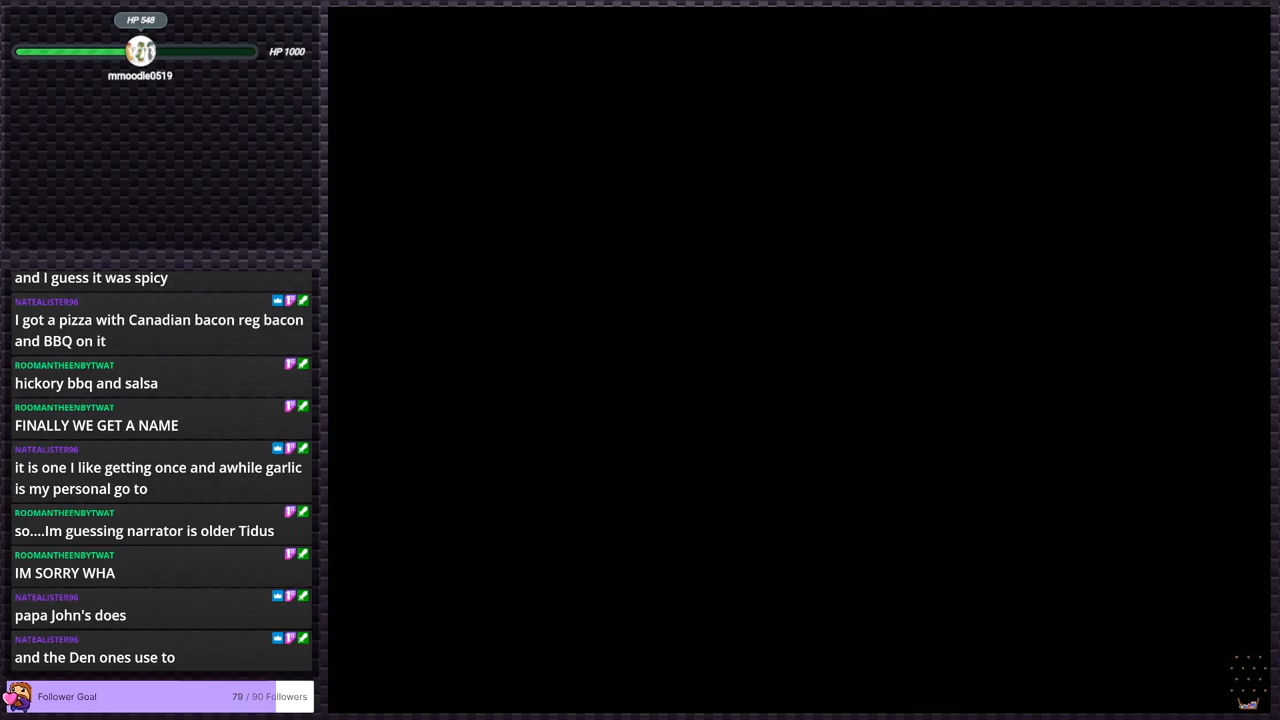 HP 548
HP 1000
mmoodle0519
and I guess it was spicy
NATEALISTER96
I got a pizza with Canadian bacon reg bacon
and BBQ on it
ROOMANTHEENBYTWAT
hickory bbq and salsa
ROOMANTHEENBYTWAT
FINALLY WE GET A NAME
NATEALISTER96
it is one I like getting once and awhile garlic
is my personal go to
ROOMANTHEENBYTWAT
so....Im guessing narrator is older Tidus
ROOMANTHEENBYTWAT
IM SORRY WHA
NATEALISTER96
papa John's does
NATEALISTER96
and the Den ones use to
Follower Goal 79 / 90 Followers